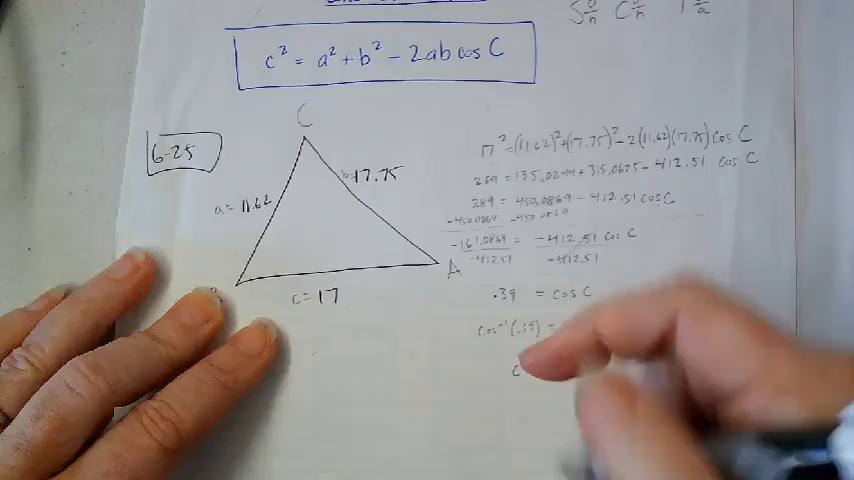 S o/h C a/h T o/a
c² = a² + b² - 2ab cos C
6-25
C
a = 11.62
b = 17.75
A
c = 17
17² = (11.62)² + (17.75)² - 2(11.62)(17.75) cos C
289 = 135.0244 + 315.0625 - 412.51 cos C
289 = 450.0869 - 412.51 cos C
-450.0869 -450.0869
-161.0869 = -412.51 cos C
-412.51 -412.51
.39 = cos C
cos⁻¹(.39) =